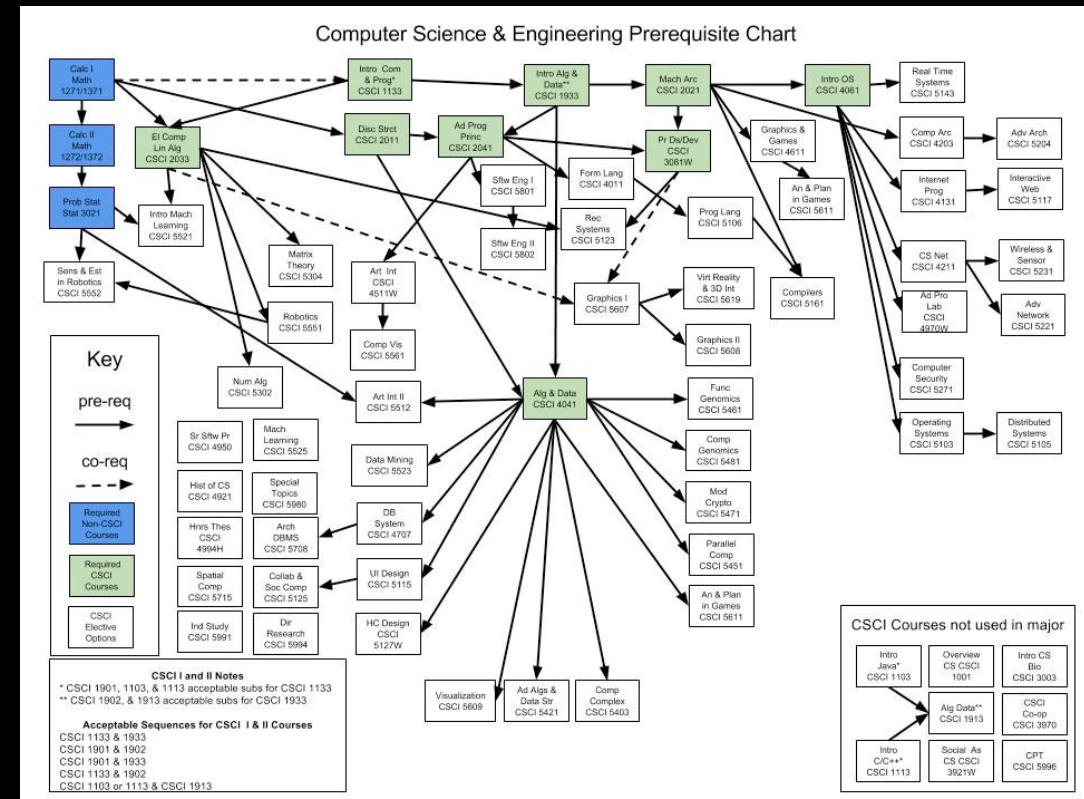 Computer Science & Engineering Prerequisite Chart
Calc I
Math
1271/1371
Intro Com
& Prog*
CSCI 1133
Intro Alg &
Data**
CSCI 1933
Mach Arc
CSCI 2021
Intro OS
CSCI 4061
Real Time
Systems
CSCI 5143
Calc II
Math
1272/1372
El Comp
Lin Alg
CSCI 2033
Disc Strct
CSCI 2011
Ad Prog
Princ
CSCI 2041
Pr Ds/Dev
CSCI
3081W
Graphics &
Games
CSCI 4611
Comp Arc
CSCI 4203
Adv Arch
CSCI 5204
Prob Stat
Stat 3021
Intro Mach
Learning
CSCI 5521
Sftw Eng I
CSCI 5801
Form Lang
CSCI 4011
An & Plan
in Games
CSCI 5611
Internet
Prog
CSCI 4131
Interactive
Web
CSCI 5117
Matrix
Theory
CSCI 5304
Sftw Eng II
CSCI 5802
Rec
Systems
CSCI 5123
Prog Lang
CSCI 5106
Sens & Est
in Robotics
CSCI 5552
Robotics
CSCI 5551
Art Int
CSCI
4511W
Graphics I
CSCI 5607
Virt Reality
& 3D Int
CSCI 5619
Compilers
CSCI 5161
CS Net
CSCI 4211
Wireless &
Sensor
CSCI 5231
Ad Pro
Lab
CSCI
4970W
Adv
Network
CSCI 5221
Comp Vis
CSCI 5561
Graphics II
CSCI 5608
Num Alg
CSCI 5302
Art Int II
CSCI 5512
Alg & Data
CSCI 4041
Func
Genomics
CSCI 5461
Computer
Security
CSCI 5271
Operating
Systems
CSCI 5103
Distributed
Systems
CSCI 5105
Key
pre-req
co-req
Required
Non-CSCI
Courses
Required
CSCI
Courses
CSCI
Elective
Options
Sr Sftw Pr
CSCI 4950
Mach
Learning
CSCI 5525
Data Mining
CSCI 5523
Comp
Genomics
CSCI 5481
Hist of CS
CSCI 4921
Special
Topics
CSCI 5980
DB
System
CSCI 4707
Mod
Crypto
CSCI 5471
Hnrs Thes
CSCI
4994H
Arch
DBMS
CSCI 5708
Parallel
Comp
CSCI 5451
Spatial
Comp
CSCI 5715
Collab &
Soc Comp
CSCI 5125
UI Design
CSCI 5115
An & Plan
in Games
CSCI 5611
Ind Study
CSCI 5991
Dir
Research
CSCI 5994
HC Design
CSCI
5127W
Visualization
CSCI 5609
Ad Algs &
Data Str
CSCI 5421
Comp
Complex
CSCI 5403
CSCI I and II Notes
* CSCI 1901, 1103, & 1113 acceptable subs for CSCI 1133
** CSCI 1902, & 1913 acceptable subs for CSCI 1933
Acceptable Sequences for CSCI I & II Courses
CSCI 1133 & 1933
CSCI 1901 & 1902
CSCI 1901 & 1933
CSCI 1133 & 1902
CSCI 1103 or 1113 & CSCI 1913
CSCI Courses not used in major
Intro
Java*
CSCI 1103
Overview
CS CSCI
1001
Intro CS
Bio
CSCI 3003
Alg Data**
CSCI 1913
CSCI
Co-op
CSCI 3970
Intro
C/C++*
CSCI 1113
Social As
CS CSCI
3921W
CPT
CSCI 5996